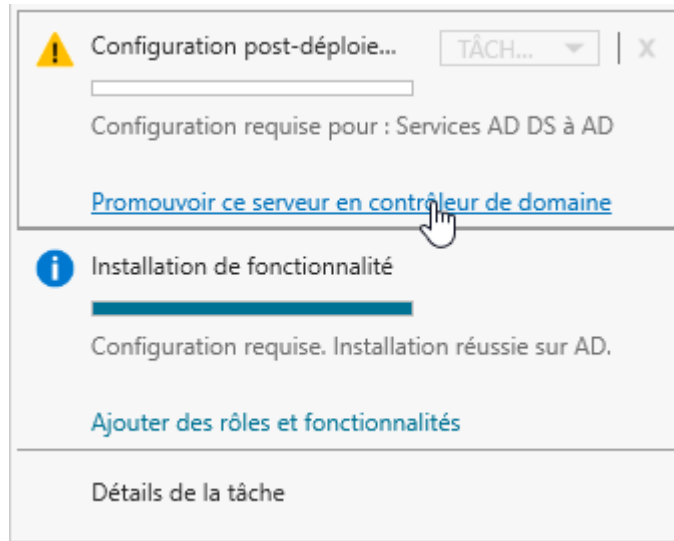 Configuration post-déploie...
TÂCH...
X
Configuration requise pour : Services AD DS à AD
Promouvoir ce serveur en contrôleur de domaine
Installation de fonctionnalité
Configuration requise. Installation réussie sur AD.
Ajouter des rôles et fonctionnalités
Détails de la tâche